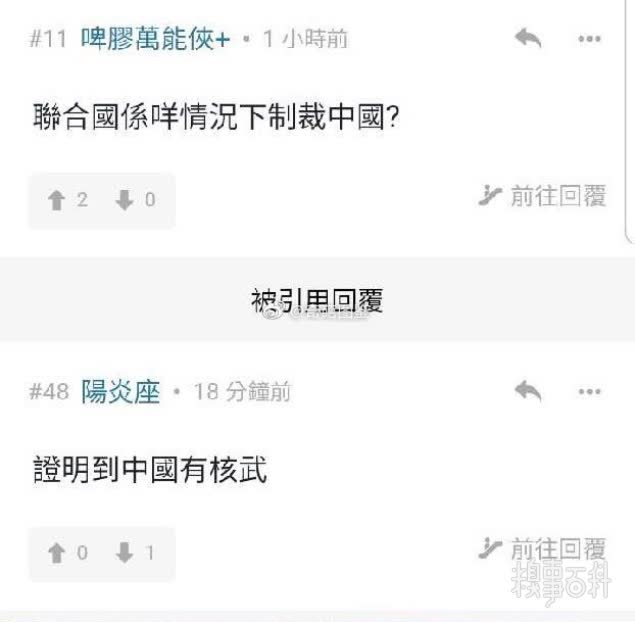 #11 啤膠萬能俠+ • 1 小時前
聯合國係咩情況下制裁中國?
2 0
前往回覆
被引用回覆
#48 陽炎座 • 18 分鐘前
證明到中國有核武
0 1
前往回覆
糗事百科